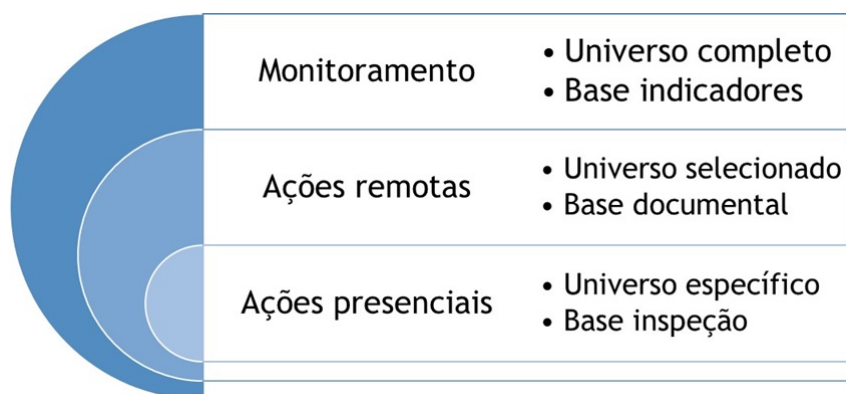 Monitoramento
• Universo completo
• Base indicadores
Ações remotas
• Universo selecionado
• Base documental
Ações presenciais
• Universo específico
• Base inspeção